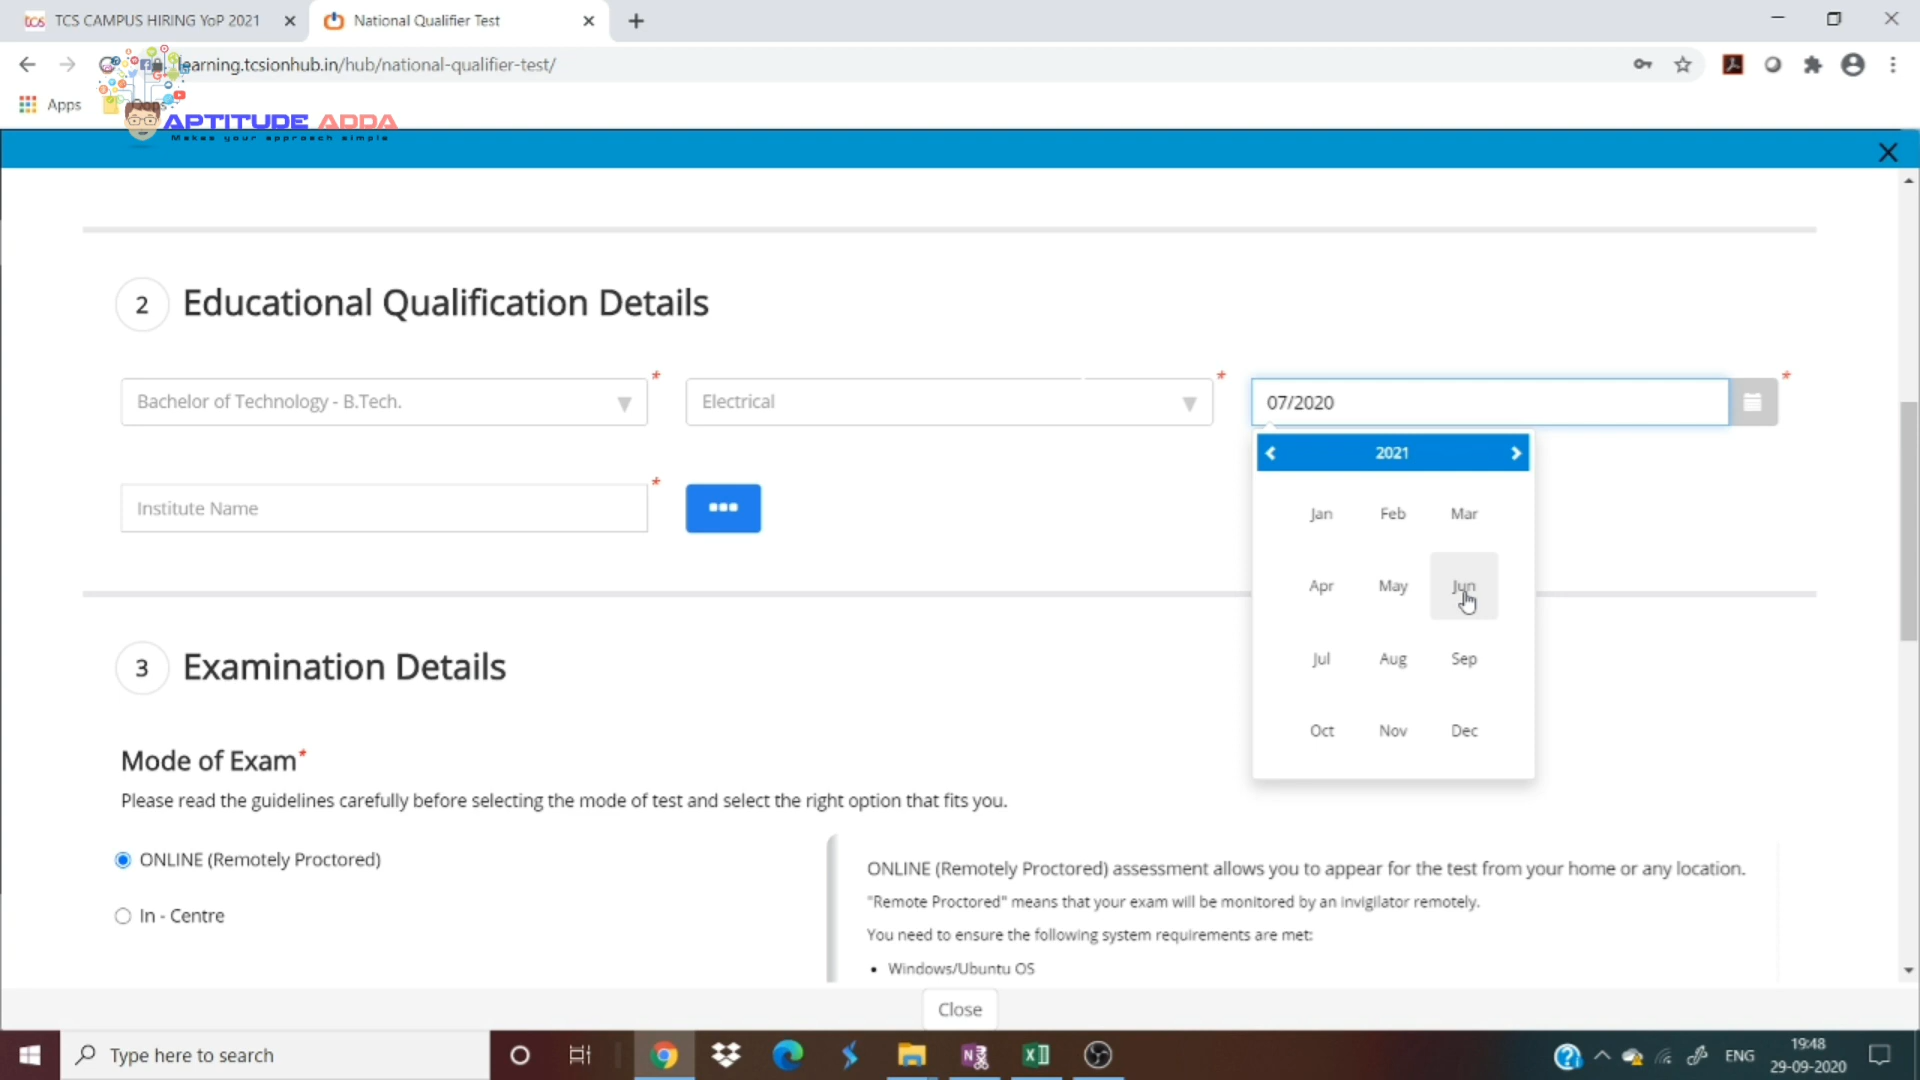 tcs TCS CAMPUS HIRING YoP 2021
National Qualifier Test
learning.tcsionhub.in/hub/national-qualifier-test/
Apps
Oops
APTITUDE ADDA
Makes your approach simple
2 Educational Qualification Details
Bachelor of Technology - B.Tech. *
Electrical *
07/2020 *
2021
Institute Name *
Jan Feb Mar
Apr May Jun
Jul Aug Sep
Oct Nov Dec
3 Examination Details
Mode of Exam*
Please read the guidelines carefully before selecting the mode of test and select the right option that fits you.
ONLINE (Remotely Proctored)
In - Centre
ONLINE (Remotely Proctored) assessment allows you to appear for the test from your home or any location.
"Remote Proctored" means that your exam will be monitored by an invigilator remotely.
You need to ensure the following system requirements are met:
• Windows/Ubuntu OS
Close
Type here to search
ENG
19:48
29-09-2020